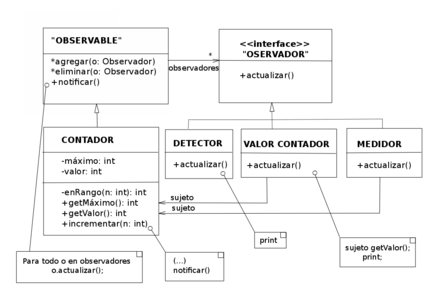 "OBSERVABLE"
*agregar(o: Observador)
*eliminar(o: Observador)
+notificar()
*
observadores
<<interface>>
"OSERVADOR"
+actualizar()
CONTADOR
-máximo: int
-valor: int
-enRango(n: int): int
+getMáximo(): int
+getValor(): int
+incrementar(n: int)
DETECTOR
+actualizar()
VALOR CONTADOR
+actualizar()
MEDIDOR
+actualizar()
sujeto
sujeto
Para todo o en observadores
o.actualizar();
(...)
notificar()
print
sujeto getValor();
print;